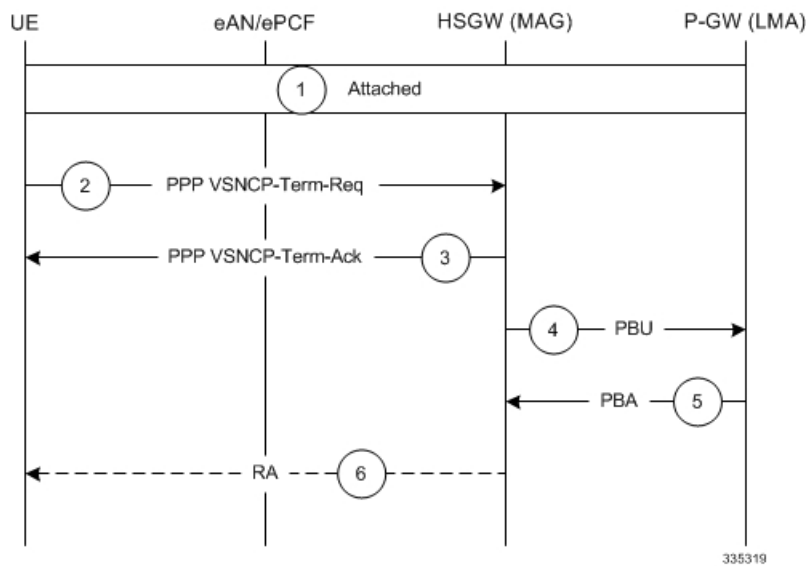 UE eAN/ePCF HSGW (MAG) P-GW (LMA)
1 Attached
2 PPP VSNCP-Term-Req
PPP VSNCP-Term-Ack 3
4 PBU
PBA 5
RA 6
335319